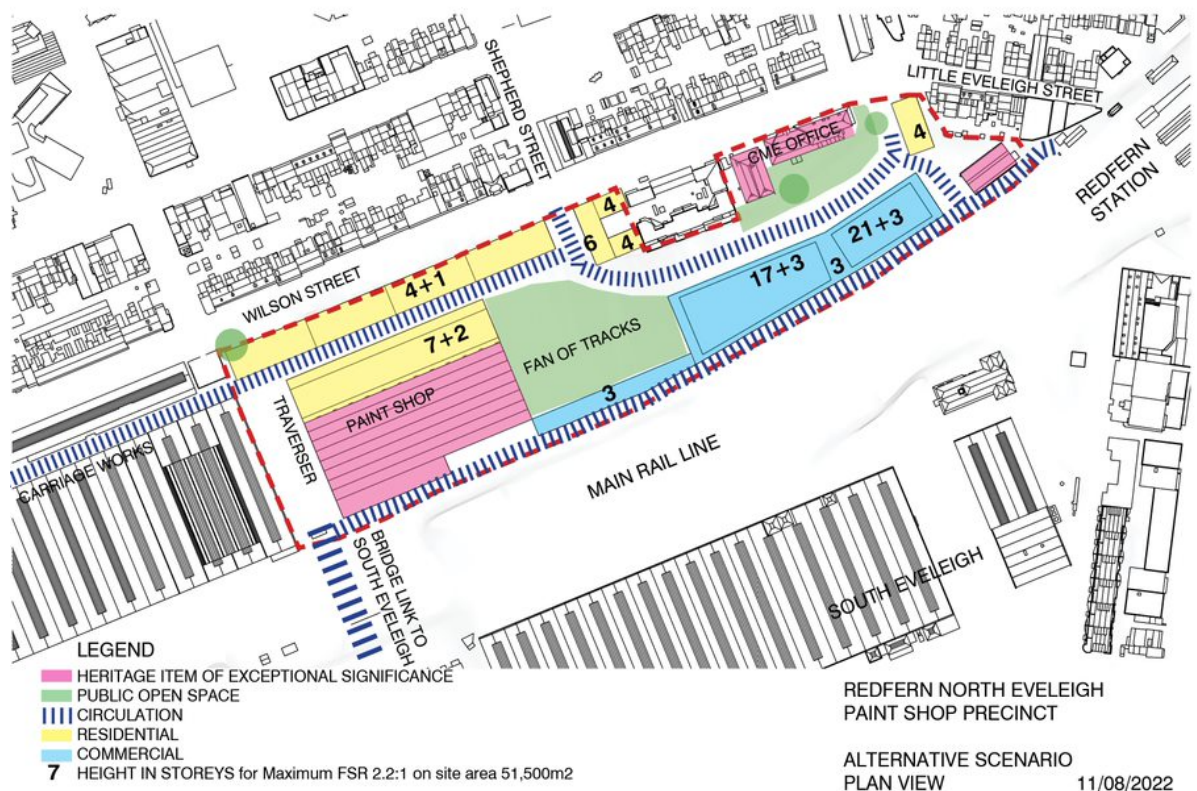 SHEPHERD STREET
LITTLE EVELEIGH STREET
REDFERN
STATION
CME OFFICE
4
4
6
4
21+3
17+3
3
WILSON STREET
4+1
7+2
FAN OF TRACKS
PAINT SHOP
3
TRAVERSER
CARRIAGE WORKS
MAIN RAIL LINE
BRIDGE LINK TO
SOUTH EVELEIGH
SOUTH EVELEIGH
LEGEND
HERITAGE ITEM OF EXCEPTIONAL SIGNIFICANCE
PUBLIC OPEN SPACE
CIRCULATION
RESIDENTIAL
COMMERCIAL
7 HEIGHT IN STOREYS for Maximum FSR 2.2:1 on site area 51,500m2
REDFERN NORTH EVELEIGH
PAINT SHOP PRECINCT
ALTERNATIVE SCENARIO
PLAN VIEW 11/08/2022